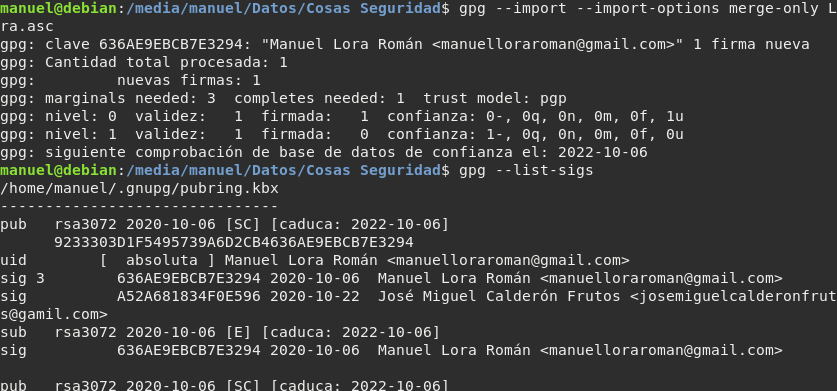 manuel@debian:/media/manuel/Datos/Cosas Seguridad$ gpg --import --import-options merge-only L
ra.asc
gpg: clave 636AE9EBCB7E3294: "Manuel Lora Román <manuelloraroman@gmail.com>" 1 firma nueva
gpg: Cantidad total procesada: 1
gpg:         nuevas firmas: 1
gpg: marginals needed: 3  completes needed: 1  trust model: pgp
gpg: nivel: 0  validez:   1  firmada:   1  confianza: 0-, 0q, 0n, 0m, 0f, 1u
gpg: nivel: 1  validez:   1  firmada:   0  confianza: 1-, 0q, 0n, 0m, 0f, 0u
gpg: siguiente comprobación de base de datos de confianza el: 2022-10-06
manuel@debian:/media/manuel/Datos/Cosas Seguridad$ gpg --list-sigs
/home/manuel/.gnupg/pubring.kbx
-------------------------------
pub   rsa3072 2020-10-06 [SC] [caduca: 2022-10-06]
      9233303D1F5495739A6D2CB4636AE9EBCB7E3294
uid        [  absoluta ] Manuel Lora Román <manuelloraroman@gmail.com>
sig 3        636AE9EBCB7E3294 2020-10-06  Manuel Lora Román <manuelloraroman@gmail.com>
sig          A52A681834F0E596 2020-10-22  José Miguel Calderón Frutos <josemiguelcalderonfrut
s@gamil.com>
sub   rsa3072 2020-10-06 [E] [caduca: 2022-10-06]
sig          636AE9EBCB7E3294 2020-10-06  Manuel Lora Román <manuelloraroman@gmail.com>
pub   rsa3072 2020-10-06 [SC] [caduca: 2022-10-06]